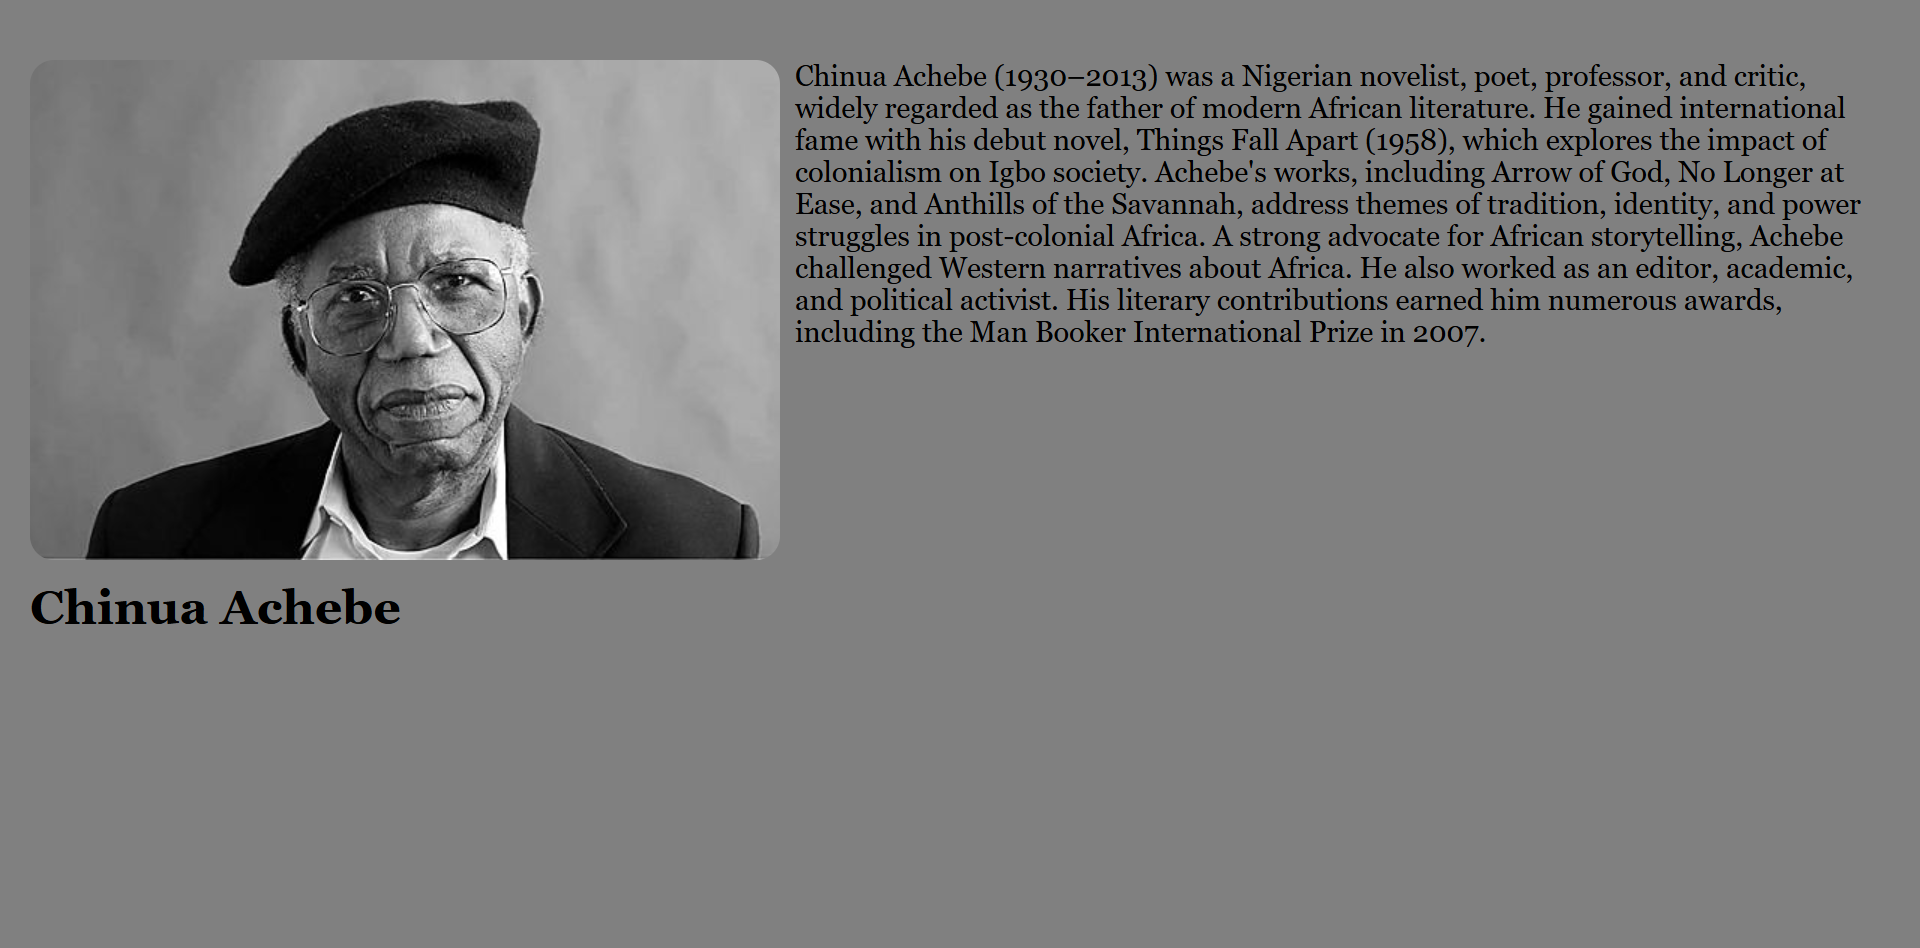 Chinua Achebe (1930–2013) was a Nigerian novelist, poet, professor, and critic,
widely regarded as the father of modern African literature. He gained international
fame with his debut novel, Things Fall Apart (1958), which explores the impact of
colonialism on Igbo society. Achebe's works, including Arrow of God, No Longer at
Ease, and Anthills of the Savannah, address themes of tradition, identity, and power
struggles in post-colonial Africa. A strong advocate for African storytelling, Achebe
challenged Western narratives about Africa. He also worked as an editor, academic,
and political activist. His literary contributions earned him numerous awards,
including the Man Booker International Prize in 2007.
Chinua Achebe